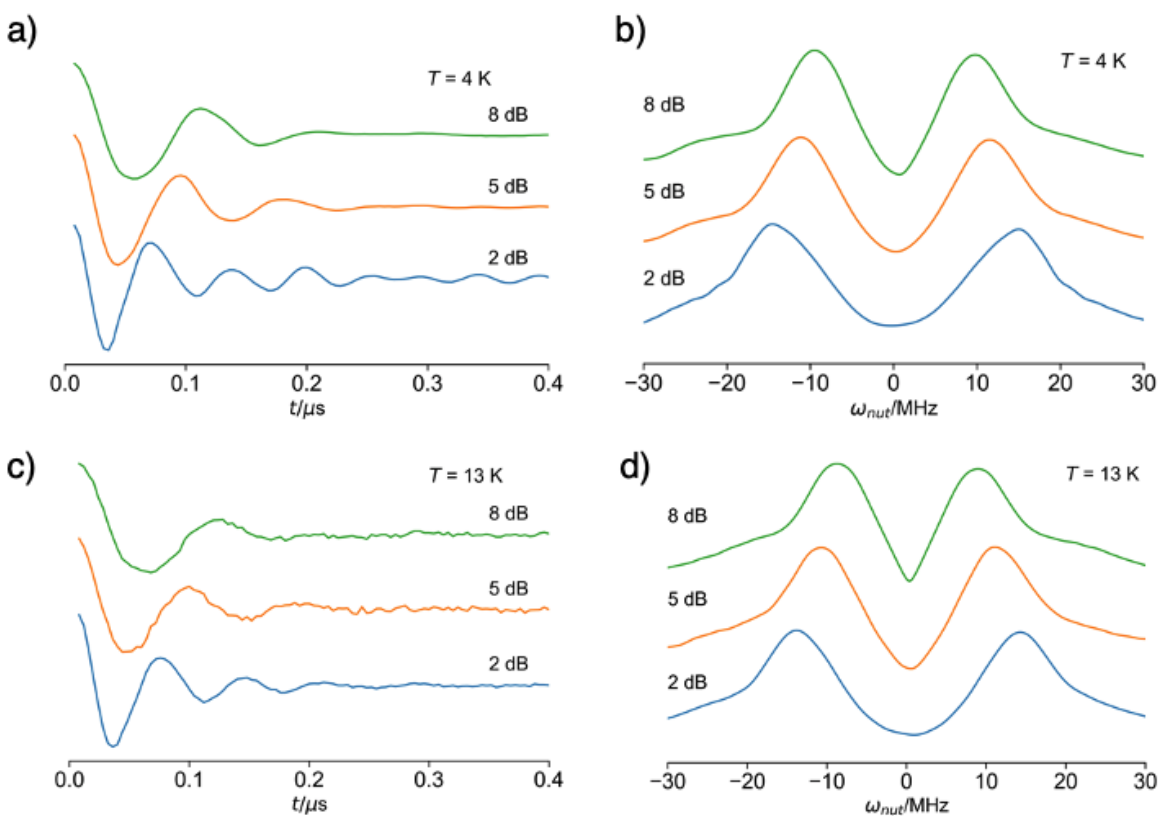 a)
T = 4 K
8 dB
5 dB
2 dB
0.0 0.1 0.2 0.3 0.4
t/μs
b)
T = 4 K
8 dB
5 dB
2 dB
−30 −20 −10 0 10 20 30
ωnut/MHz
c)
T = 13 K
8 dB
5 dB
2 dB
0.0 0.1 0.2 0.3 0.4
t/μs
d)
T = 13 K
8 dB
5 dB
2 dB
−30 −20 −10 0 10 20 30
ωnut/MHz